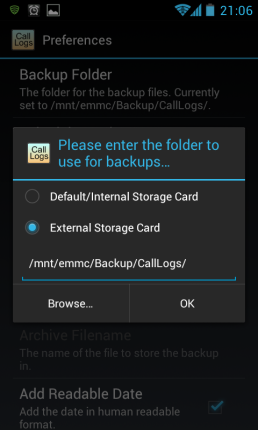 21:06
Call
Logs
Preferences
Backup Folder
The folder for the backup files. Currently
set to /mnt/emmc/Backup/CallLogs/.
Call
Logs
Please enter the folder to
use for backups...
Default/Internal Storage Card
External Storage Card
/mnt/emmc/Backup/CallLogs/
Browse...
OK
Archive Filename
The name of the file to store the backup
in.
Add Readable Date
Add the date in human readable
format.